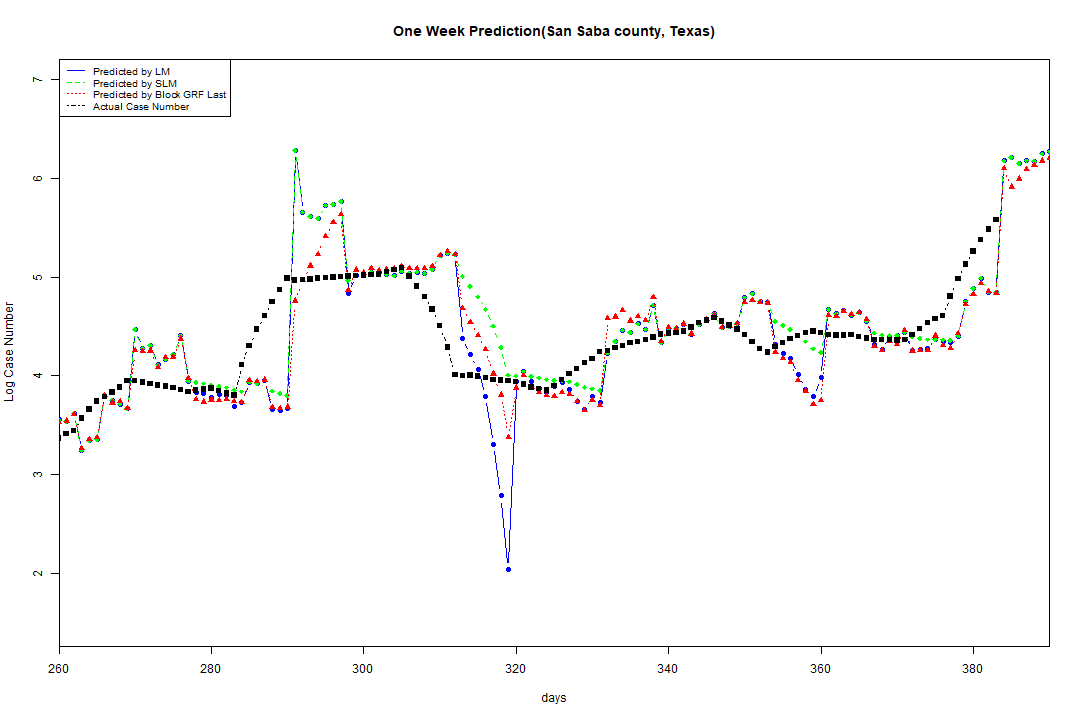 One Week Prediction(San Saba county, Texas)
Predicted by LM
Predicted by SLM
Predicted by Block GRF Last
Actual Case Number
7
6
5
4
3
2
Log Case Number
260 280 300 320 340 360 380
days